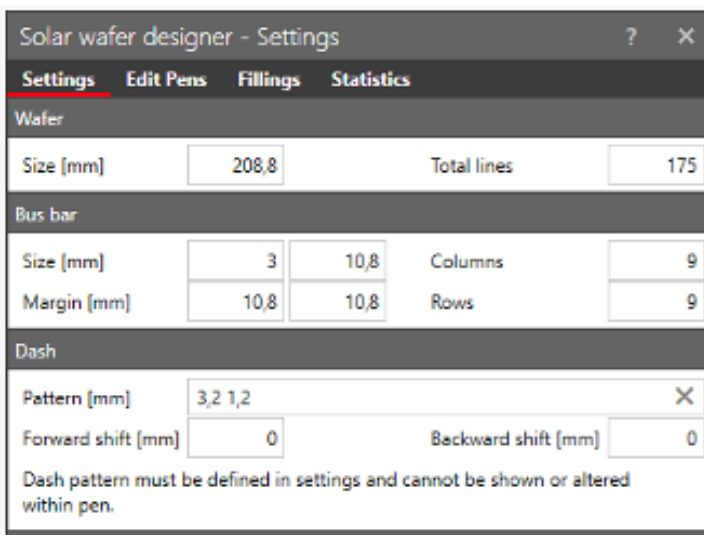 Solar wafer designer - Settings ? ×
Settings Edit Pens Fillings Statistics
Wafer
Size [mm] 208,8 Total lines 175
Bus bar
Size [mm] 3 10,8 Columns 9
Margin [mm] 10,8 10,8 Rows 9
Dash
Pattern [mm] 3,2 1,2 ×
Forward shift [mm] 0 Backward shift [mm] 0
Dash pattern must be defined in settings and cannot be shown or altered
within pen.